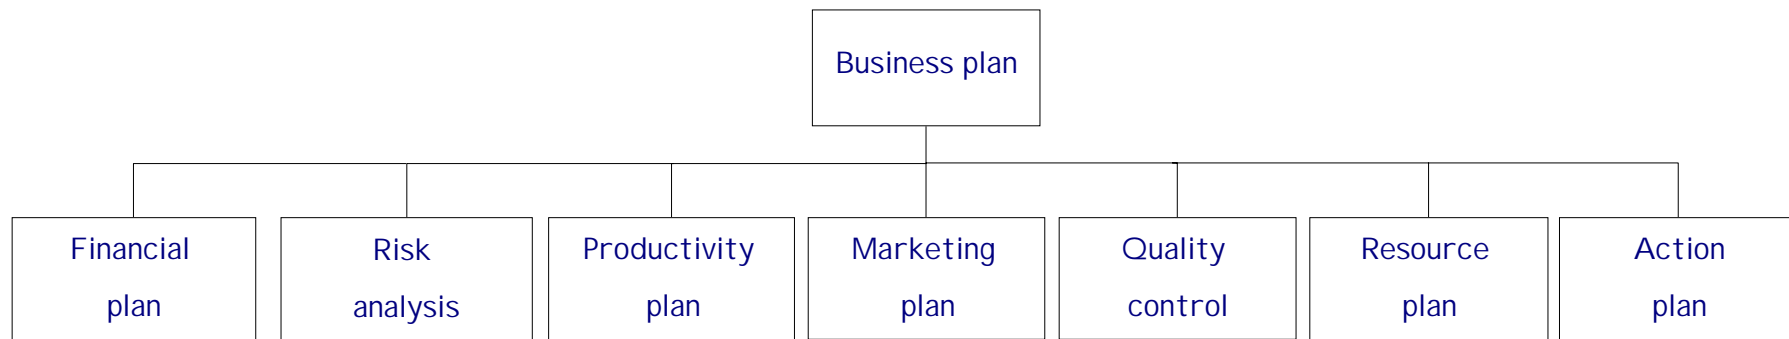 Business plan
Financial
plan
Risk
analysis
Productivity
plan
Marketing
plan
Quality
control
Resource
plan
Action
plan